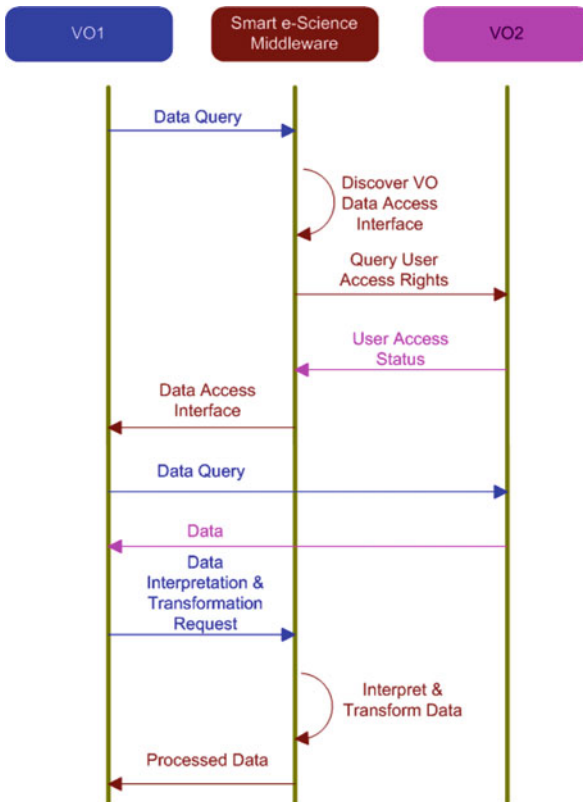 VO1
Smart e-Science
Middleware
VO2
Data Query
Discover VO
Data Access
Interface
Query User
Access Rights
User Access
Status
Data Access
Interface
Data Query
Data
Data
Interpretation &
Transformation
Request
Interpret &
Transform Data
Processed Data